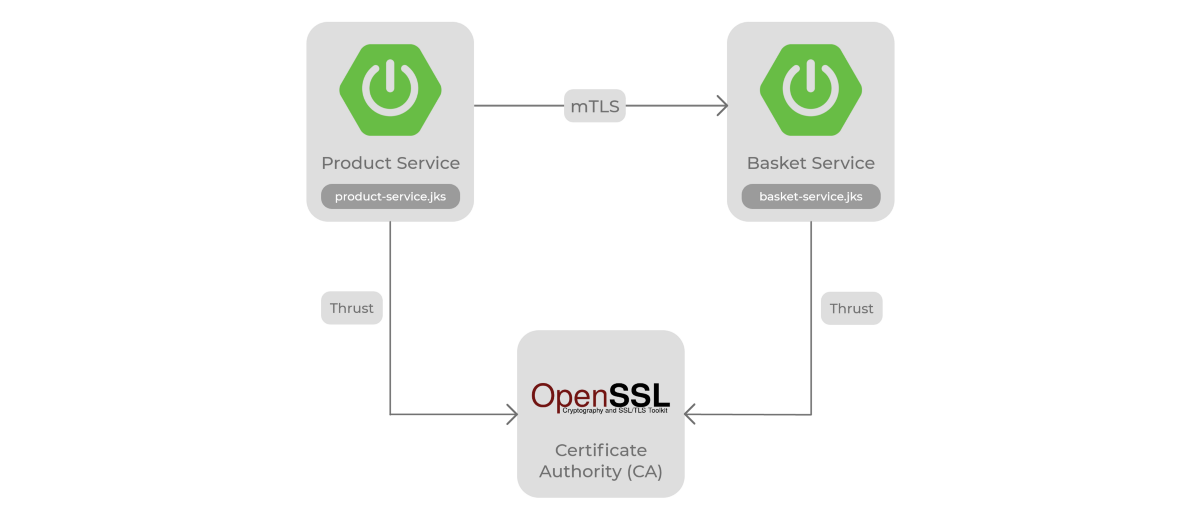 mTLS
Product Service
product-service.jks
Basket Service
basket-service.jks
Thrust
Thrust
OpenSSL
Cryptography and SSL/TLS Toolkit
Certificate
Authority (CA)